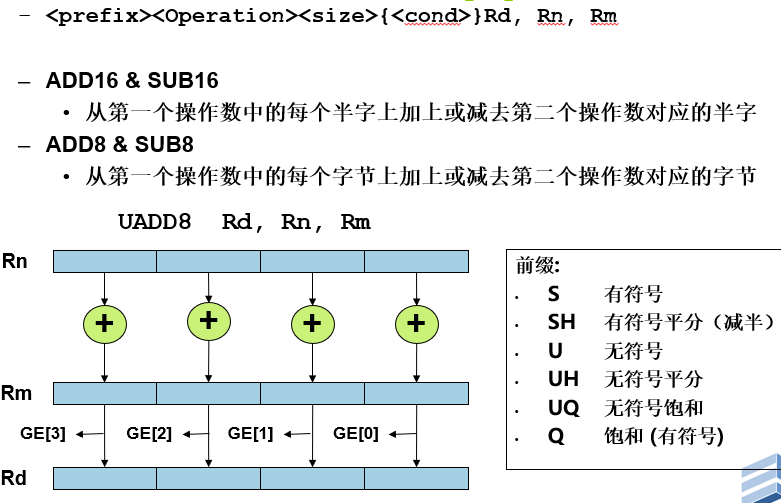 – <prefix><Operation><size>{<cond>}Rd, Rn, Rm
– ADD16 & SUB16
• 从第一个操作数中的每个半字上加上或减去第二个操作数对应的半字
– ADD8 & SUB8
• 从第一个操作数中的每个字节上加上或减去第二个操作数对应的字节
UADD8 Rd, Rn, Rm
Rn
+ + + +
Rm
GE[3] GE[2] GE[1] GE[0]
Rd
前缀:
• S 有符号
• SH 有符号平分（减半）
• U 无符号
• UH 无符号平分
• UQ 无符号饱和
• Q 饱和 (有符号)